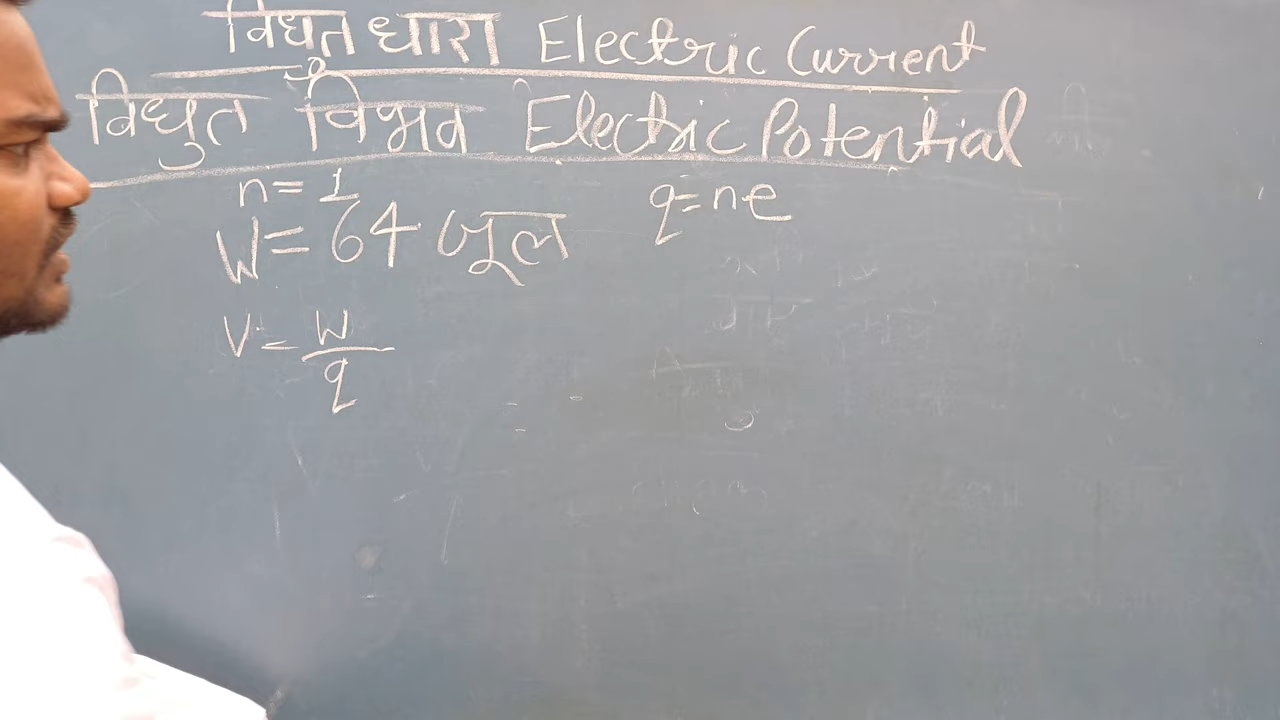 विधुत धारा Electric Current
विधुत विभव Electric Potential
n = 1
q = ne
W = 64 जूल
V = W/q